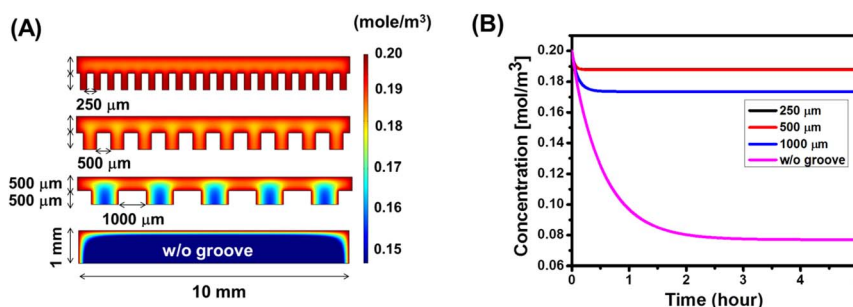 (A)
(mole/m³)
0.20
0.19
0.18
0.17
0.16
0.15
250 μm
500 μm
500 μm
500 μm
1000 μm
1 mm
w/o groove
10 mm
(B)
Concentration [mol/m³]
0.20
0.18
0.16
0.14
0.12
0.10
0.08
0.06
250 μm
500 μm
1000 μm
w/o groove
0
1
2
3
4
Time (hour)